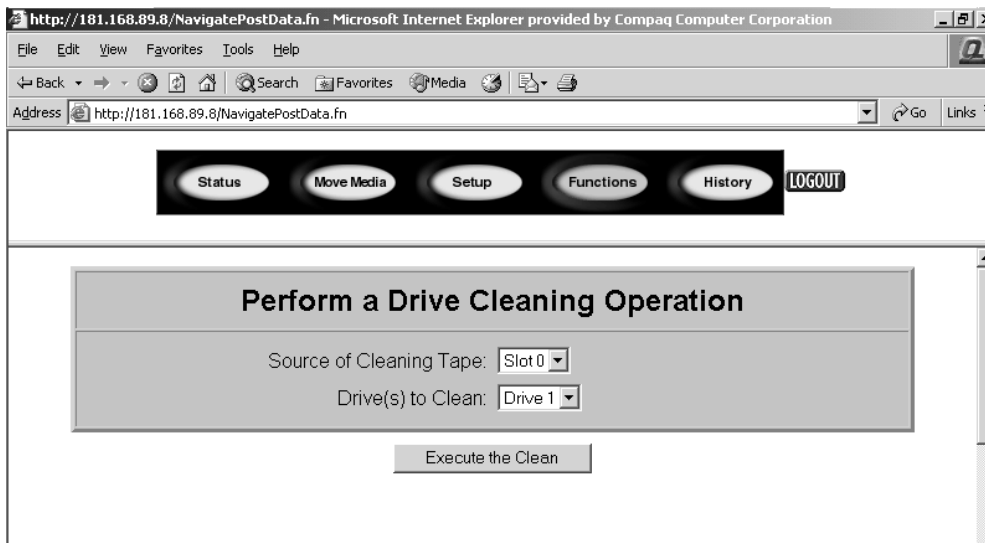 http://181.168.89.8/NavigatePostData.fn - Microsoft Internet Explorer provided by Compaq Computer Corporation
File Edit View Favorites Tools Help
Back Search Favorites Media
Address http://181.168.89.8/NavigatePostData.fn Go Links
Status Move Media Setup Functions History LOGOUT
Perform a Drive Cleaning Operation
Source of Cleaning Tape: Slot 0
Drive(s) to Clean: Drive 1
Execute the Clean